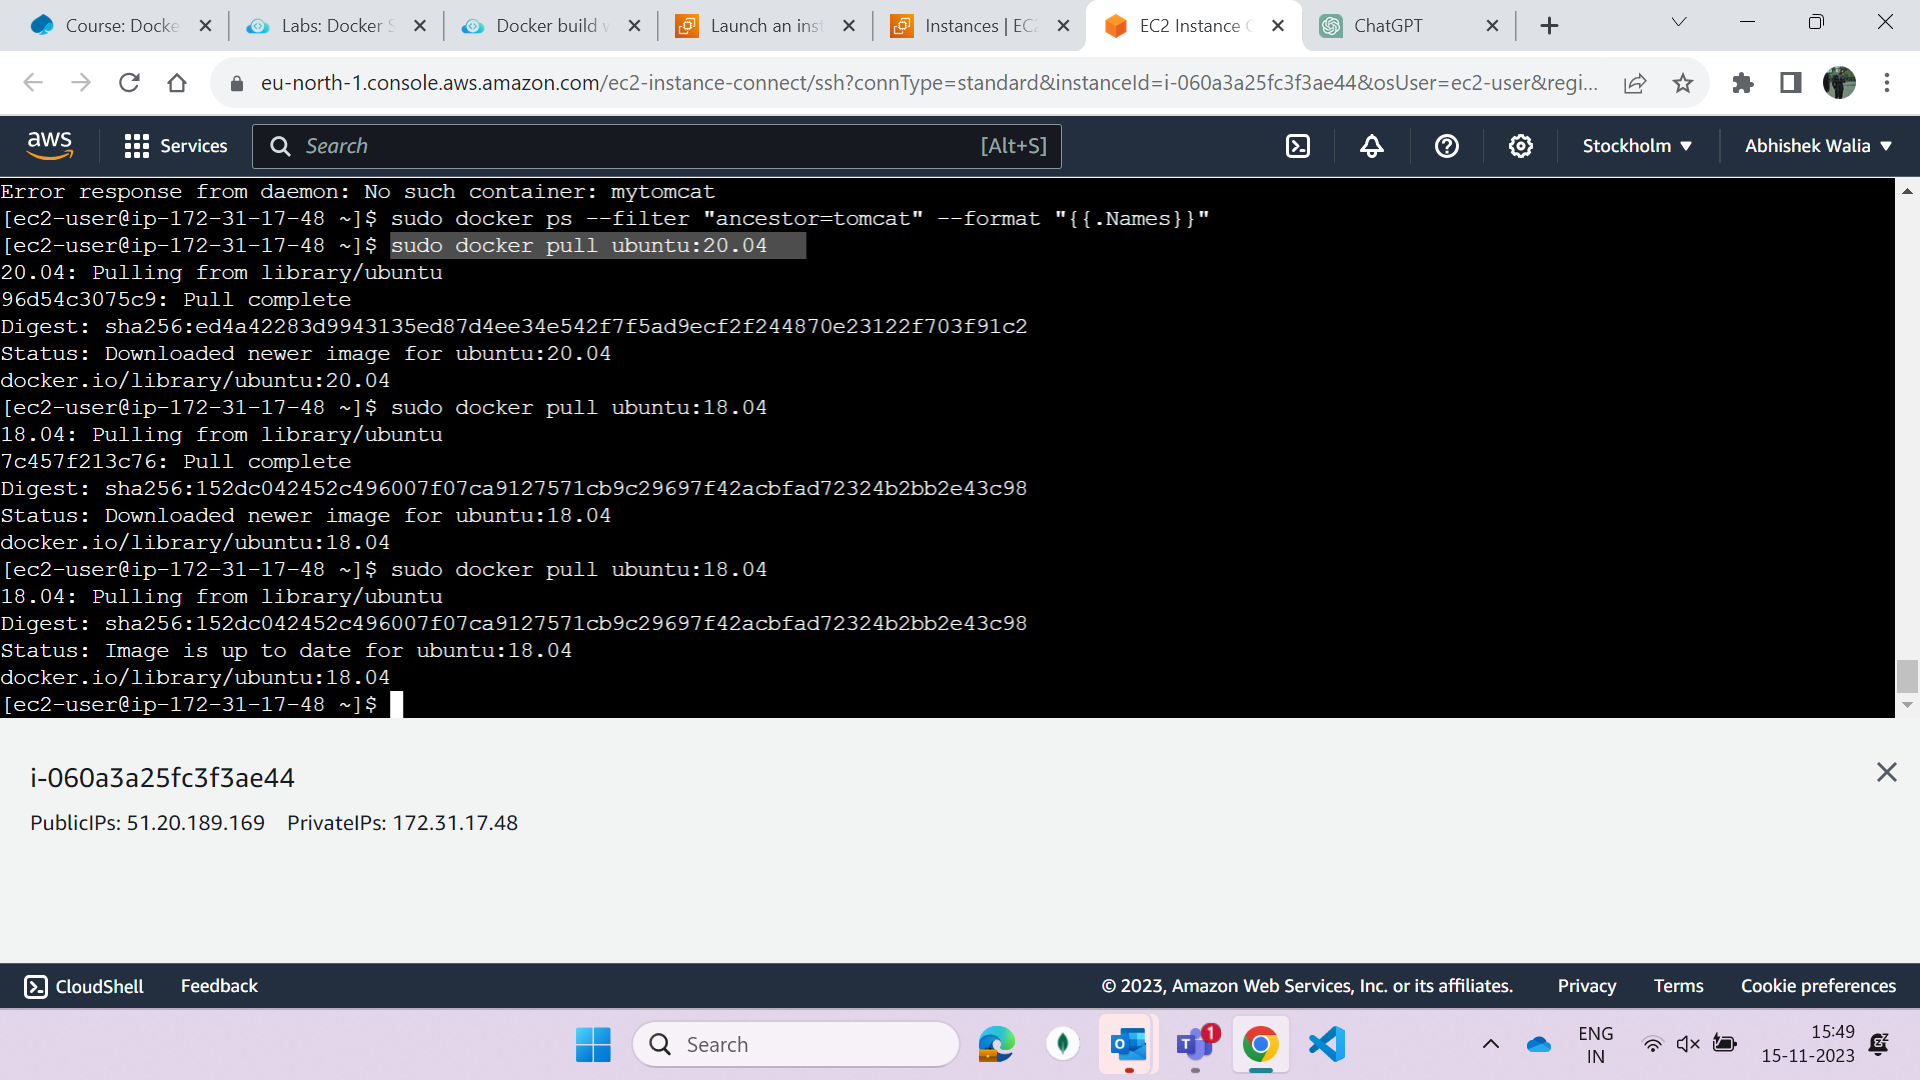 Course: Docke
Labs: Docker S
Docker build w
Launch an inst
Instances | EC2
EC2 Instance C
ChatGPT
eu-north-1.console.aws.amazon.com/ec2-instance-connect/ssh?connType=standard&instanceId=i-060a3a25fc3f3ae44&osUser=ec2-user&regi...
aws
Services
Search
[Alt+S]
Stockholm
Abhishek Walia
Error response from daemon: No such container: mytomcat
[ec2-user@ip-172-31-17-48 ~]$ sudo docker ps --filter "ancestor=tomcat" --format "{{.Names}}"
[ec2-user@ip-172-31-17-48 ~]$ sudo docker pull ubuntu:20.04
20.04: Pulling from library/ubuntu
96d54c3075c9: Pull complete
Digest: sha256:ed4a42283d9943135ed87d4ee34e542f7f5ad9ecf2f244870e23122f703f91c2
Status: Downloaded newer image for ubuntu:20.04
docker.io/library/ubuntu:20.04
[ec2-user@ip-172-31-17-48 ~]$ sudo docker pull ubuntu:18.04
18.04: Pulling from library/ubuntu
7c457f213c76: Pull complete
Digest: sha256:152dc042452c496007f07ca9127571cb9c29697f42acbfad72324b2bb2e43c98
Status: Downloaded newer image for ubuntu:18.04
docker.io/library/ubuntu:18.04
[ec2-user@ip-172-31-17-48 ~]$ sudo docker pull ubuntu:18.04
18.04: Pulling from library/ubuntu
Digest: sha256:152dc042452c496007f07ca9127571cb9c29697f42acbfad72324b2bb2e43c98
Status: Image is up to date for ubuntu:18.04
docker.io/library/ubuntu:18.04
[ec2-user@ip-172-31-17-48 ~]$
i-060a3a25fc3f3ae44
PublicIPs: 51.20.189.169 PrivateIPs: 172.31.17.48
CloudShell
Feedback
© 2023, Amazon Web Services, Inc. or its affiliates.
Privacy
Terms
Cookie preferences
Search
1
ENG
IN
15:49
15-11-2023